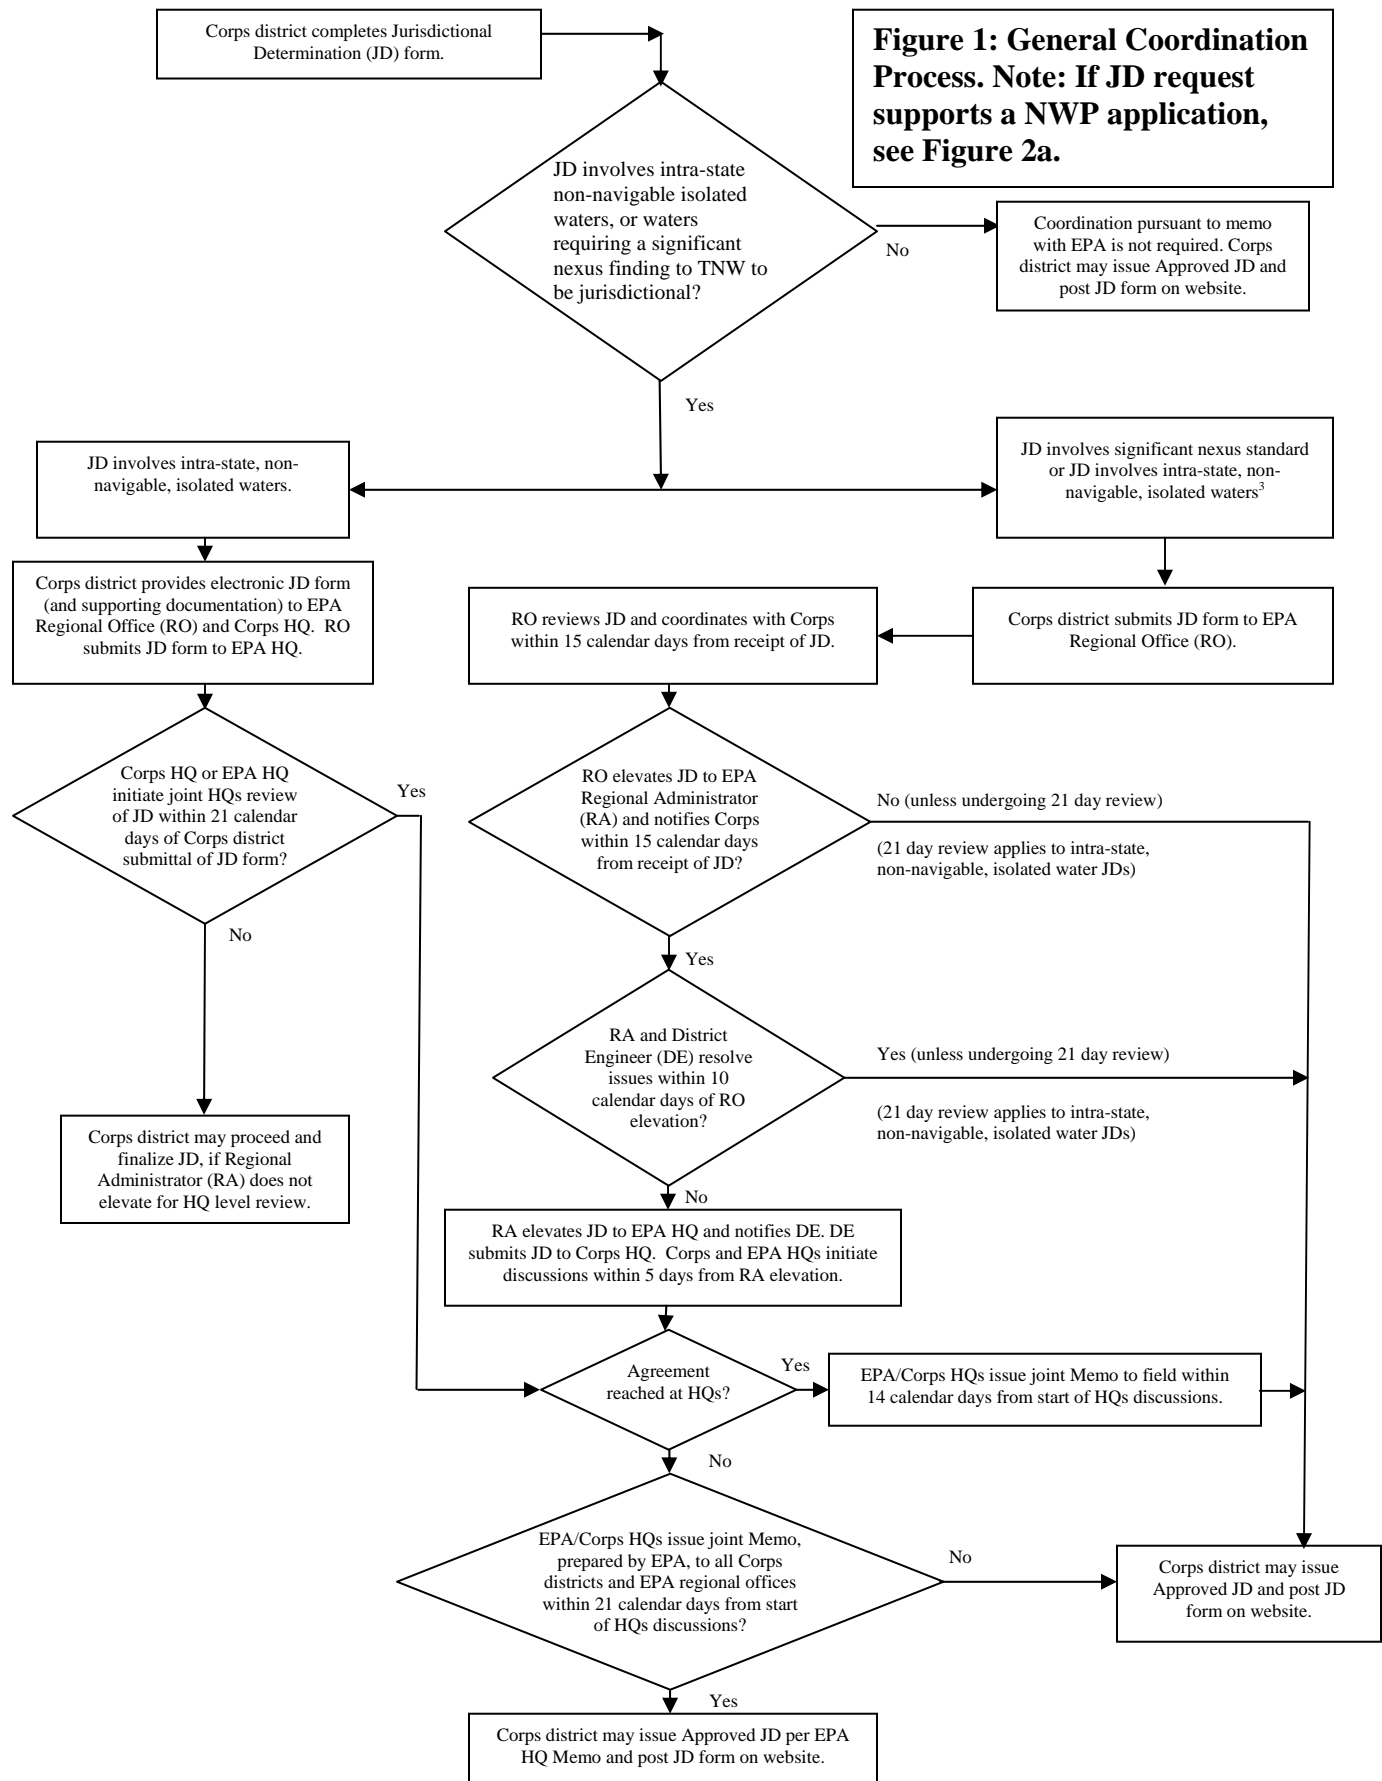 Corps district completes Jurisdictional
Determination (JD) form.
Figure 1: General Coordination
Process. Note: If JD request
supports a NWP application,
see Figure 2a.
JD involves intra-state
non-navigable isolated
waters, or waters
requiring a significant
nexus finding to TNW to
be jurisdictional?
No
Coordination pursuant to memo
with EPA is not required. Corps
district may issue Approved JD and
post JD form on website.
Yes
JD involves intra-state, non-
navigable, isolated waters.
JD involves significant nexus standard
or JD involves intra-state, non-
navigable, isolated waters³
Corps district provides electronic JD form
(and supporting documentation) to EPA
Regional Office (RO) and Corps HQ.  RO
submits JD form to EPA HQ.
RO reviews JD and coordinates with Corps
within 15 calendar days from receipt of JD.
Corps district submits JD form to EPA
Regional Office (RO).
Corps HQ or EPA HQ
initiate joint HQs review
of JD within 21 calendar
days of Corps district
submittal of JD form?
Yes
RO elevates JD to EPA
Regional Administrator
(RA) and notifies Corps
within 15 calendar days
from receipt of JD?
No (unless undergoing 21 day review)
(21 day review applies to intra-state,
non-navigable, isolated water JDs)
No
Yes
RA and District
Engineer (DE) resolve
issues within 10
calendar days of RO
elevation?
Yes (unless undergoing 21 day review)
(21 day review applies to intra-state,
non-navigable, isolated water JDs)
Corps district may proceed and
finalize JD, if Regional
Administrator (RA) does not
elevate for HQ level review.
No
RA elevates JD to EPA HQ and notifies DE. DE
submits JD to Corps HQ.  Corps and EPA HQs initiate
discussions within 5 days from RA elevation.
Agreement
reached at HQs?
Yes
EPA/Corps HQs issue joint Memo to field within
14 calendar days from start of HQs discussions.
No
EPA/Corps HQs issue joint Memo,
prepared by EPA, to all Corps
districts and EPA regional offices
within 21 calendar days from start
of HQs discussions?
No
Corps district may issue
Approved JD and post JD
form on website.
Yes
Corps district may issue Approved JD per EPA
HQ Memo and post JD form on website.